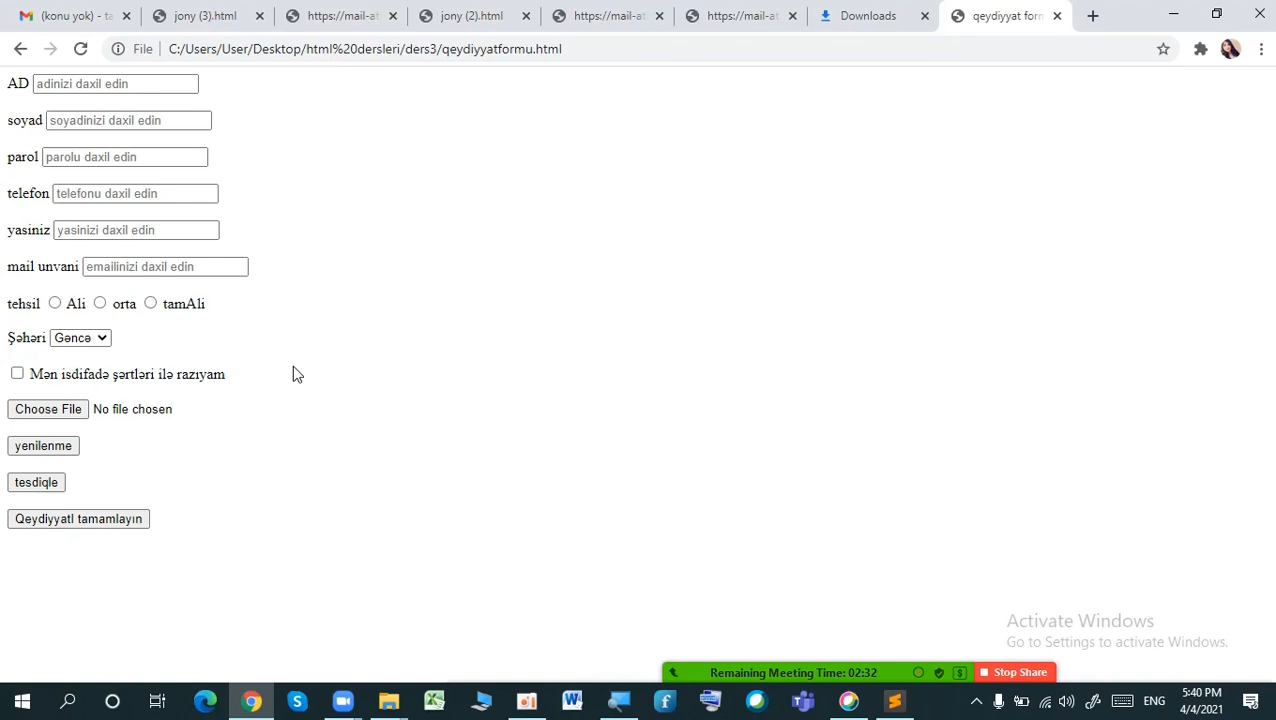 (konu yok) - ta
jony (3).html
https://mail-at
jony (2).html
https://mail-at
https://mail-at
Downloads
qeydiyyat form
File
C:/Users/User/Desktop/html%20dersleri/ders3/qeydiyyatformu.html
AD adinizi daxil edin
soyad soyadinizi daxil edin
parol parolu daxil edin
telefon telefonu daxil edin
yasiniz yasinizi daxil edin
mail unvani emailinizi daxil edin
tehsil Ali orta tamAli
Şəhəri Gəncə
Mən isdifadə şərtləri ilə razıyam
Choose File No file chosen
yenilenme
tesdiqle
Qeydiyyatl tamamlayın
Activate Windows
Go to Settings to activate Windows.
Remaining Meeting Time: 02:32
Stop Share
ENG
5:40 PM
4/4/2021